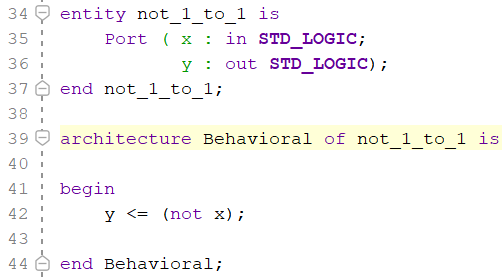 34 entity not_1_to_1 is
35     Port ( x : in STD_LOGIC;
36            y : out STD_LOGIC);
37 end not_1_to_1;
38
39 architecture Behavioral of not_1_to_1 is
40
41 begin
42     y <= (not x);
43
44 end Behavioral;